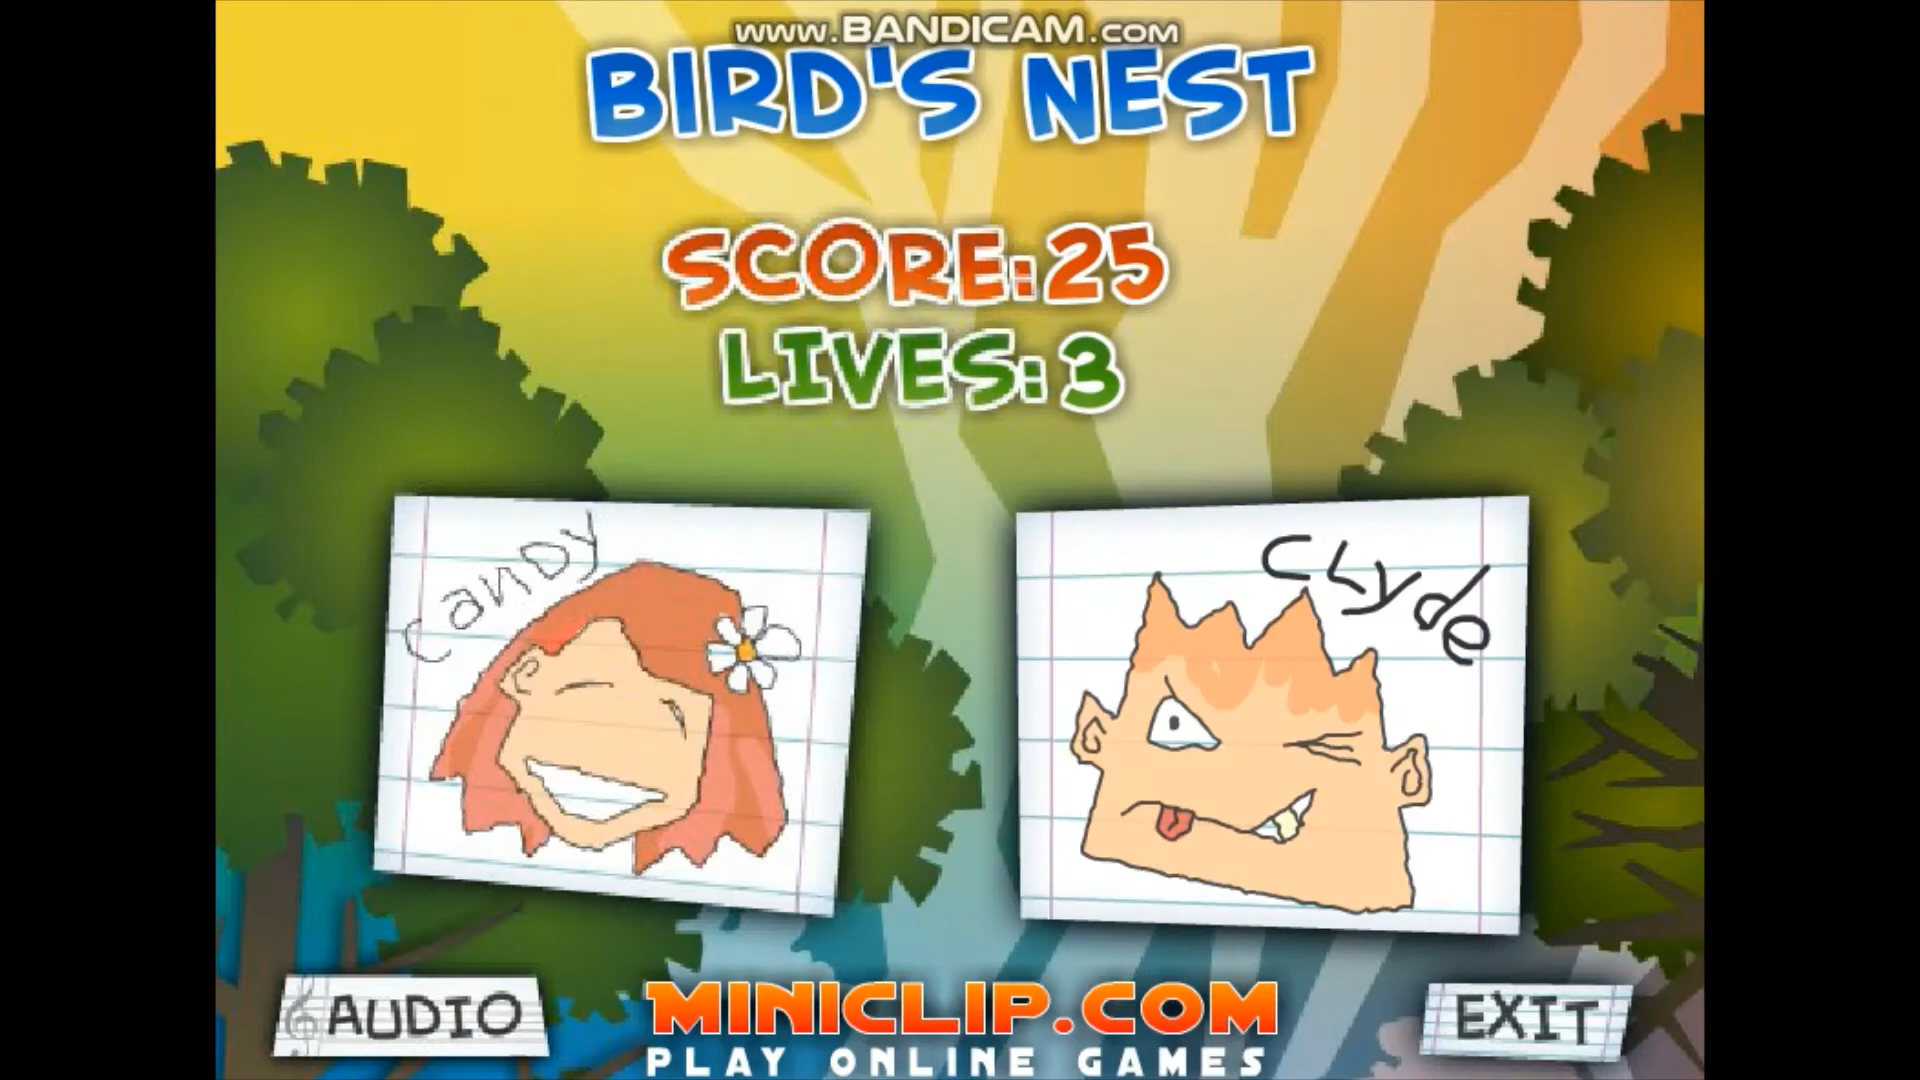 www.BANDICAM.com
BIRD'S NEST
SCORE:25
LIVES:3
CANDY
CLYDE
AUDIO
MINICLIP.COM
PLAY ONLINE GAMES
EXIT